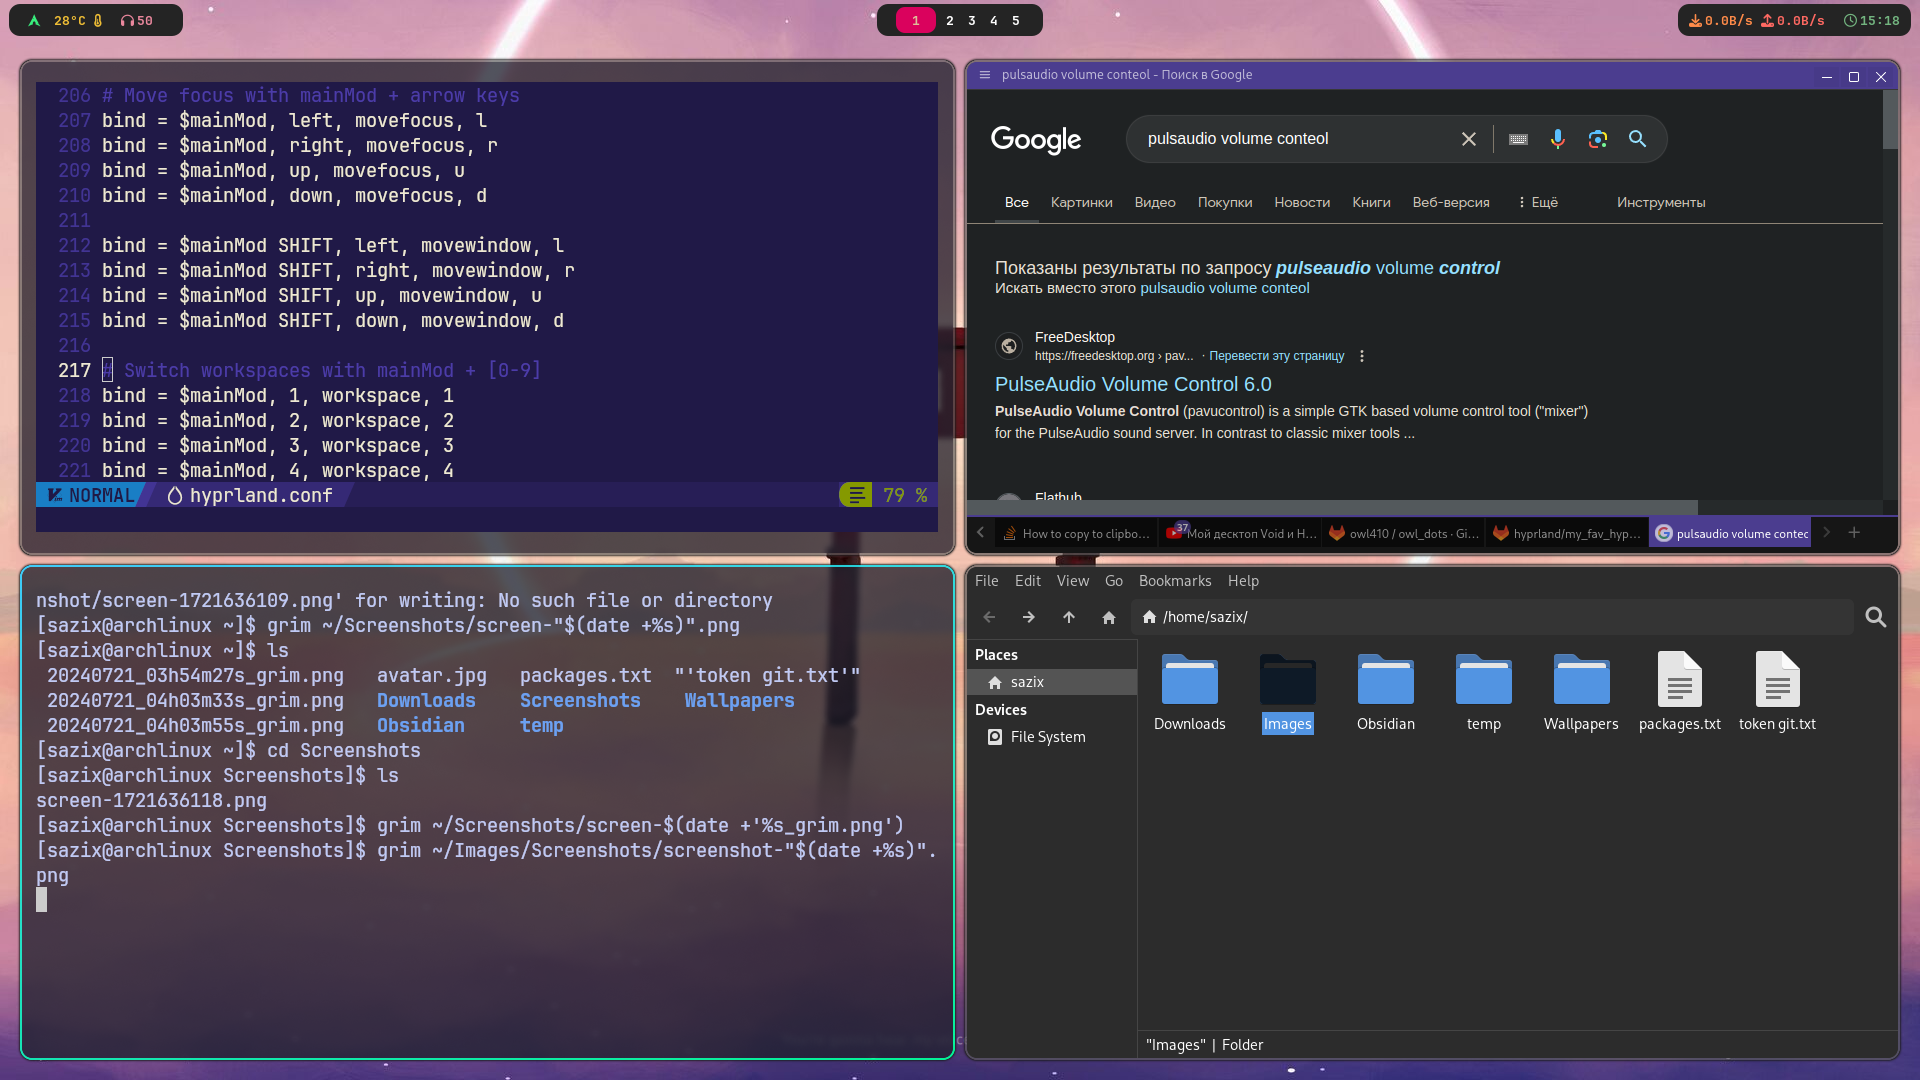 28°C 50
1 2 3 4 5
0.0B/s 0.0B/s 15:18
206 # Move focus with mainMod + arrow keys
207 bind = $mainMod, left, movefocus, l
208 bind = $mainMod, right, movefocus, r
209 bind = $mainMod, up, movefocus, u
210 bind = $mainMod, down, movefocus, d
211
212 bind = $mainMod SHIFT, left, movewindow, l
213 bind = $mainMod SHIFT, right, movewindow, r
214 bind = $mainMod SHIFT, up, movewindow, u
215 bind = $mainMod SHIFT, down, movewindow, d
216
217 # Switch workspaces with mainMod + [0-9]
218 bind = $mainMod, 1, workspace, 1
219 bind = $mainMod, 2, workspace, 2
220 bind = $mainMod, 3, workspace, 3
221 bind = $mainMod, 4, workspace, 4
NORMAL hyprland.conf 79 %
pulsaudio volume conteol - Поиск в Google
Google pulsaudio volume conteol
Все Картинки Видео Покупки Новости Книги Веб-версия Ещё Инструменты
Показаны результаты по запросу pulseaudio volume control
Искать вместо этого pulsaudio volume conteol
FreeDesktop
https://freedesktop.org › pav... · Перевести эту страницу
PulseAudio Volume Control 6.0
PulseAudio Volume Control (pavucontrol) is a simple GTK based volume control tool ("mixer")
for the PulseAudio sound server. In contrast to classic mixer tools ...
Flathub
How to copy to clipbo... 37 Мой десктоп Void и H... owl410 / owl_dots · Gi... hyprland/my_fav_hyp... pulsaudio volume contec
nshot/screen-1721636109.png' for writing: No such file or directory
[sazix@archlinux ~]$ grim ~/Screenshots/screen-"$(date +%s)".png
[sazix@archlinux ~]$ ls
20240721_03h54m27s_grim.png avatar.jpg packages.txt "'token git.txt'"
20240721_04h03m33s_grim.png Downloads Screenshots Wallpapers
20240721_04h03m55s_grim.png Obsidian temp
[sazix@archlinux ~]$ cd Screenshots
[sazix@archlinux Screenshots]$ ls
screen-1721636118.png
[sazix@archlinux Screenshots]$ grim ~/Screenshots/screen-$(date +'%s_grim.png')
[sazix@archlinux Screenshots]$ grim ~/Images/Screenshots/screenshot-"$(date +%s)".
png
File Edit View Go Bookmarks Help
/home/sazix/
Places
sazix
Devices
File System
Downloads Images Obsidian temp Wallpapers packages.txt token git.txt
"Images" | Folder